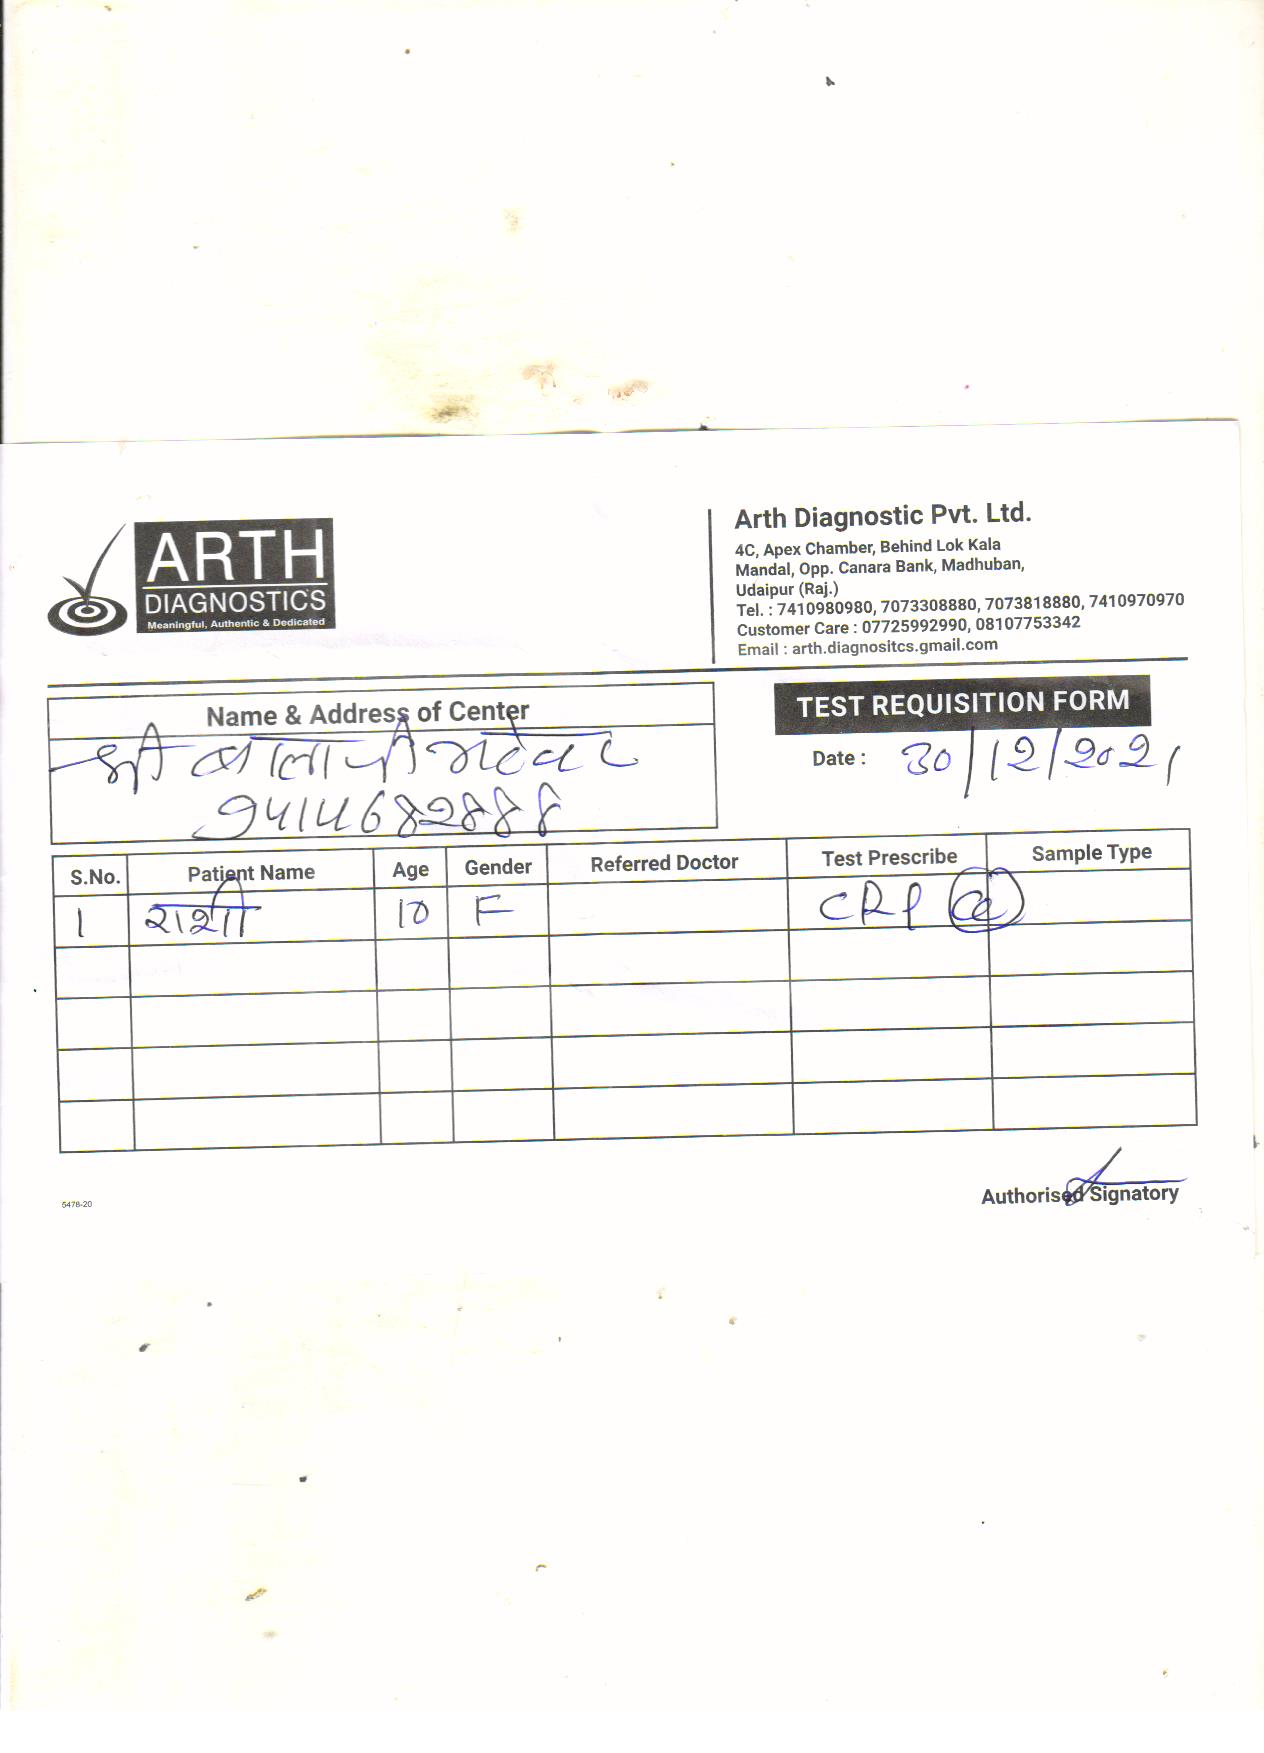 ARTH
DIAGNOSTICS
Meaningful, Authentic & Dedicated
Arth Diagnostic Pvt. Ltd.
4C, Apex Chamber, Behind Lok Kala
Mandal, Opp. Canara Bank, Madhuban,
Udaipur (Raj.)
Tel. : 7410980980, 7073308880, 7073818880, 7410970970
Customer Care : 07725992990, 08107753342
Email : arth.diagnositcs.gmail.com
Name & Address of Center
श्री बालाजी
9414682888
TEST REQUISITION FORM
Date : 30/12/2021
S.No. Patient Name Age Gender Referred Doctor Test Prescribe Sample Type
1 राशी 10 F CRP
Authorised Signatory
5478-20